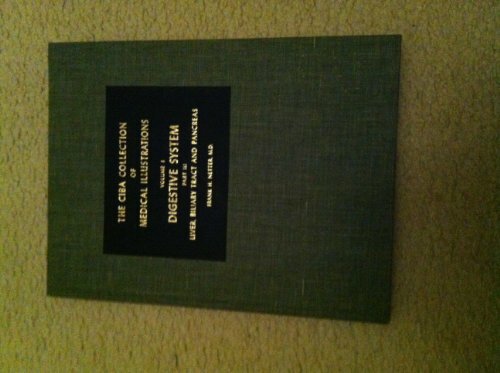 THE CIBA COLLECTION
OF
MEDICAL ILLUSTRATIONS
VOLUME 3
DIGESTIVE SYSTEM
PART III
LIVER, BILIARY TRACT AND PANCREAS
FRANK H. NETTER M.D.